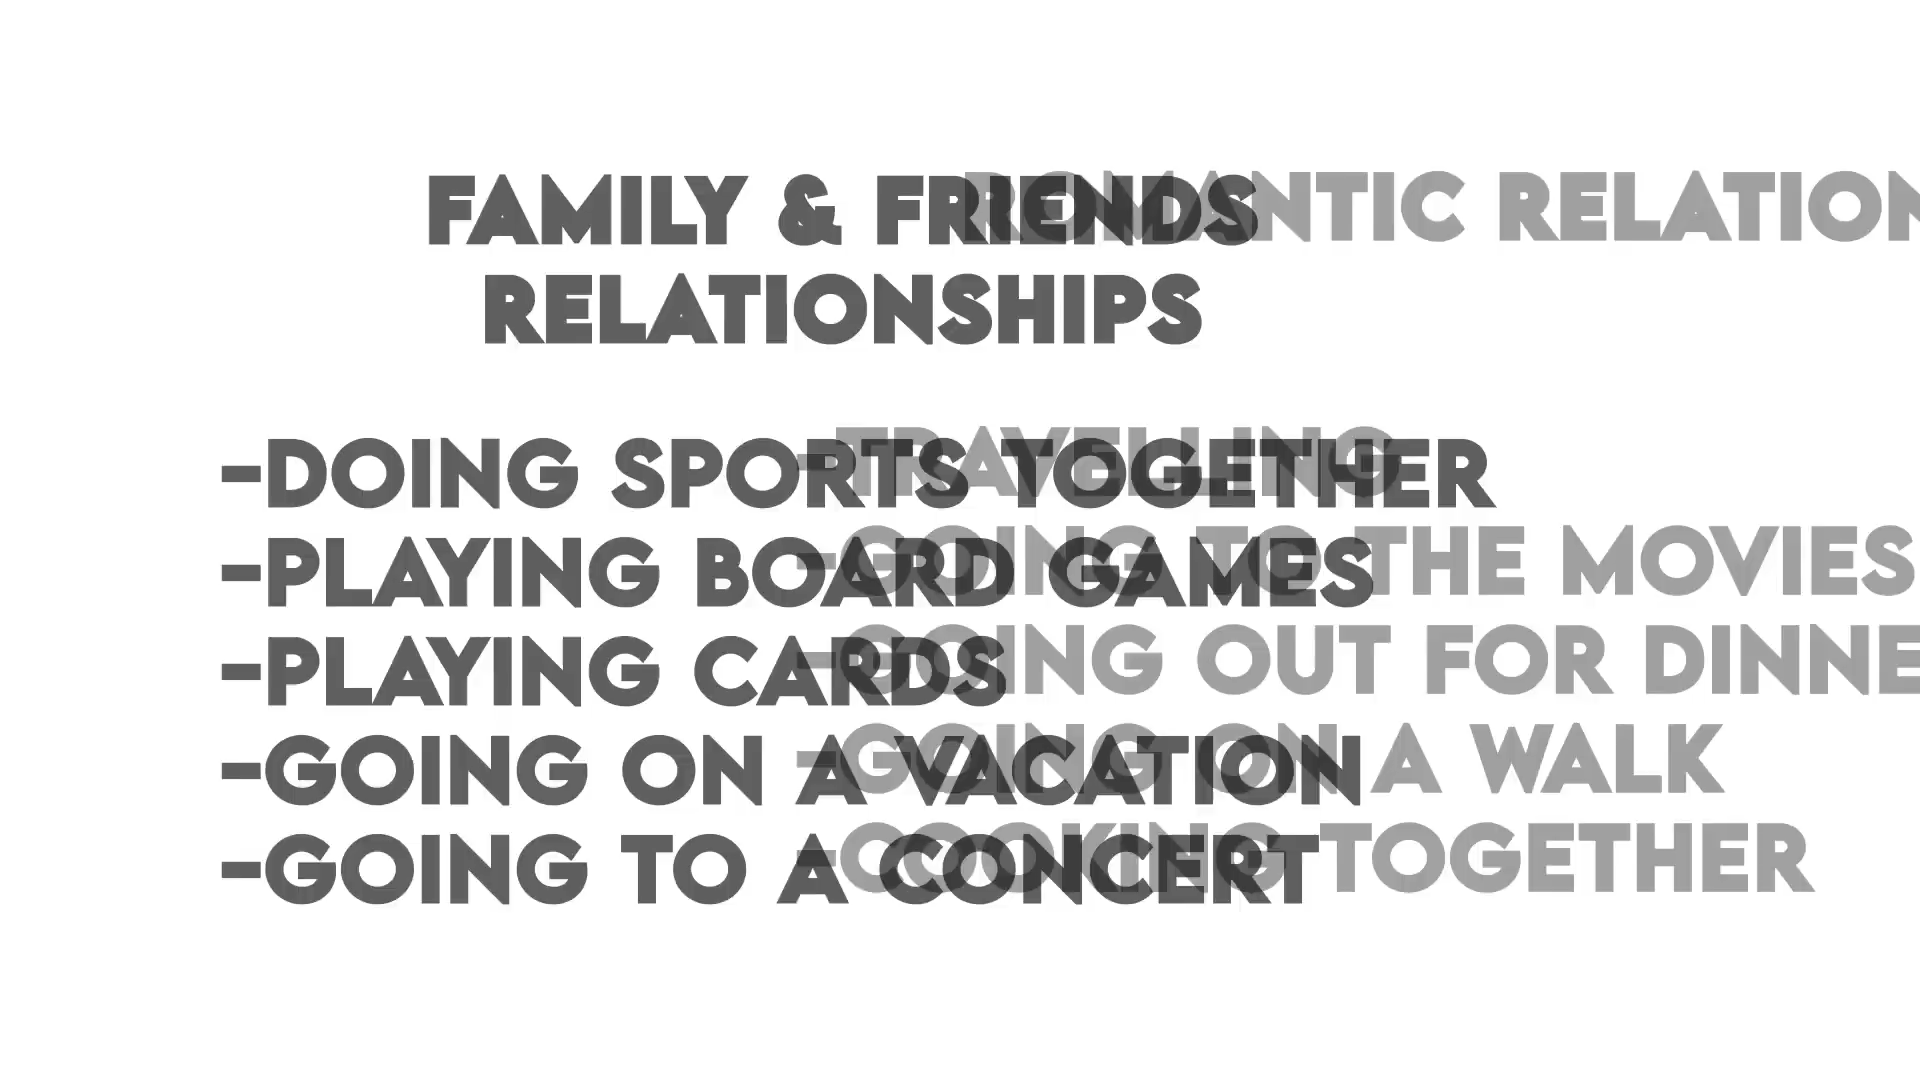 FAMILY & FRIENDS
RELATIONSHIPS
-DOING SPORTS TOGETHER
-PLAYING BOARD GAMES
-PLAYING CARDS
-GOING ON A VACATION
-GOING TO A CONCERT
ROMANTIC RELATION
-TRAVELLING
-GOING TO THE MOVIES
-GOING OUT FOR DINNE
-GOING ON A WALK
-COOKING TOGETHER